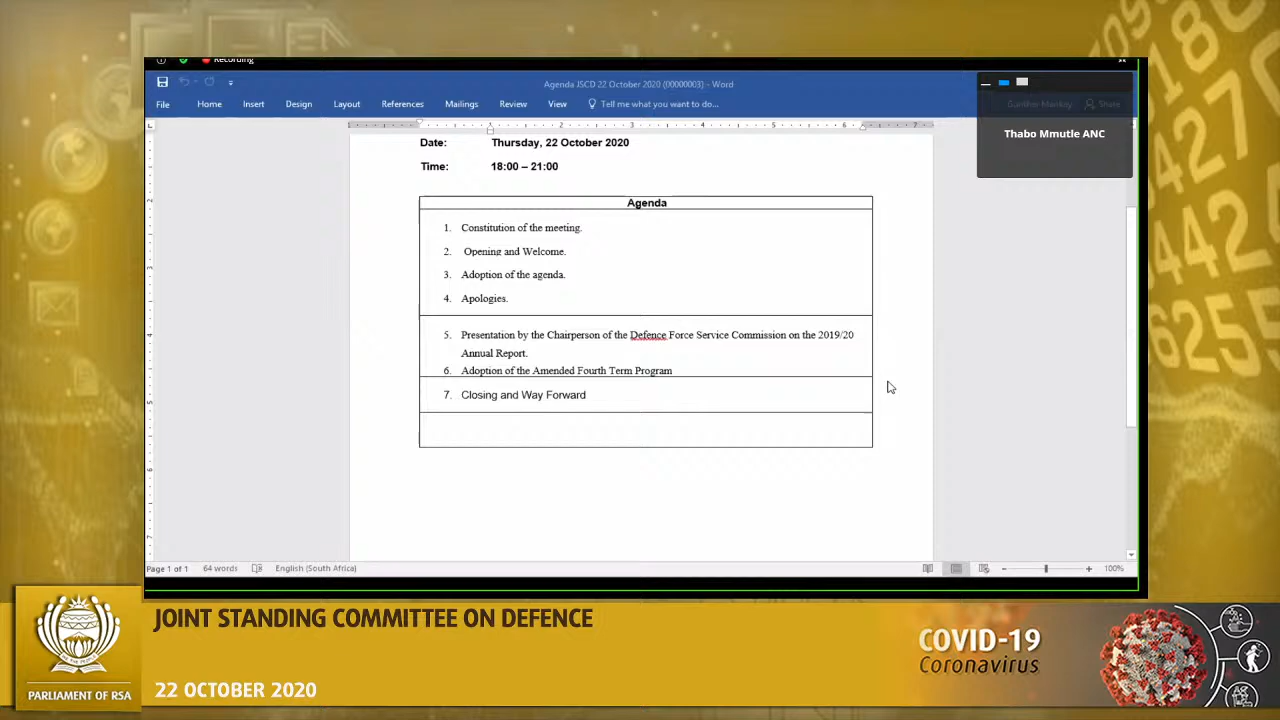 Recording
Agenda JSCD 22 October 2020 (00000003) - Word
Gunther Mankay
Share
File Home Insert Design Layout References Mailings Review View Tell me what you want to do...
Thabo Mmutle ANC
Date: Thursday, 22 October 2020
Time: 18:00 – 21:00
Agenda
1. Constitution of the meeting.
2. Opening and Welcome.
3. Adoption of the agenda.
4. Apologies.
5. Presentation by the Chairperson of the Defence Force Service Commission on the 2019/20
Annual Report.
6. Adoption of the Amended Fourth Term Program
7. Closing and Way Forward
Page 1 of 1 64 words English (South Africa) 100%
JOINT STANDING COMMITTEE ON DEFENCE
22 OCTOBER 2020
PARLIAMENT OF RSA
COVID-19
Coronavirus